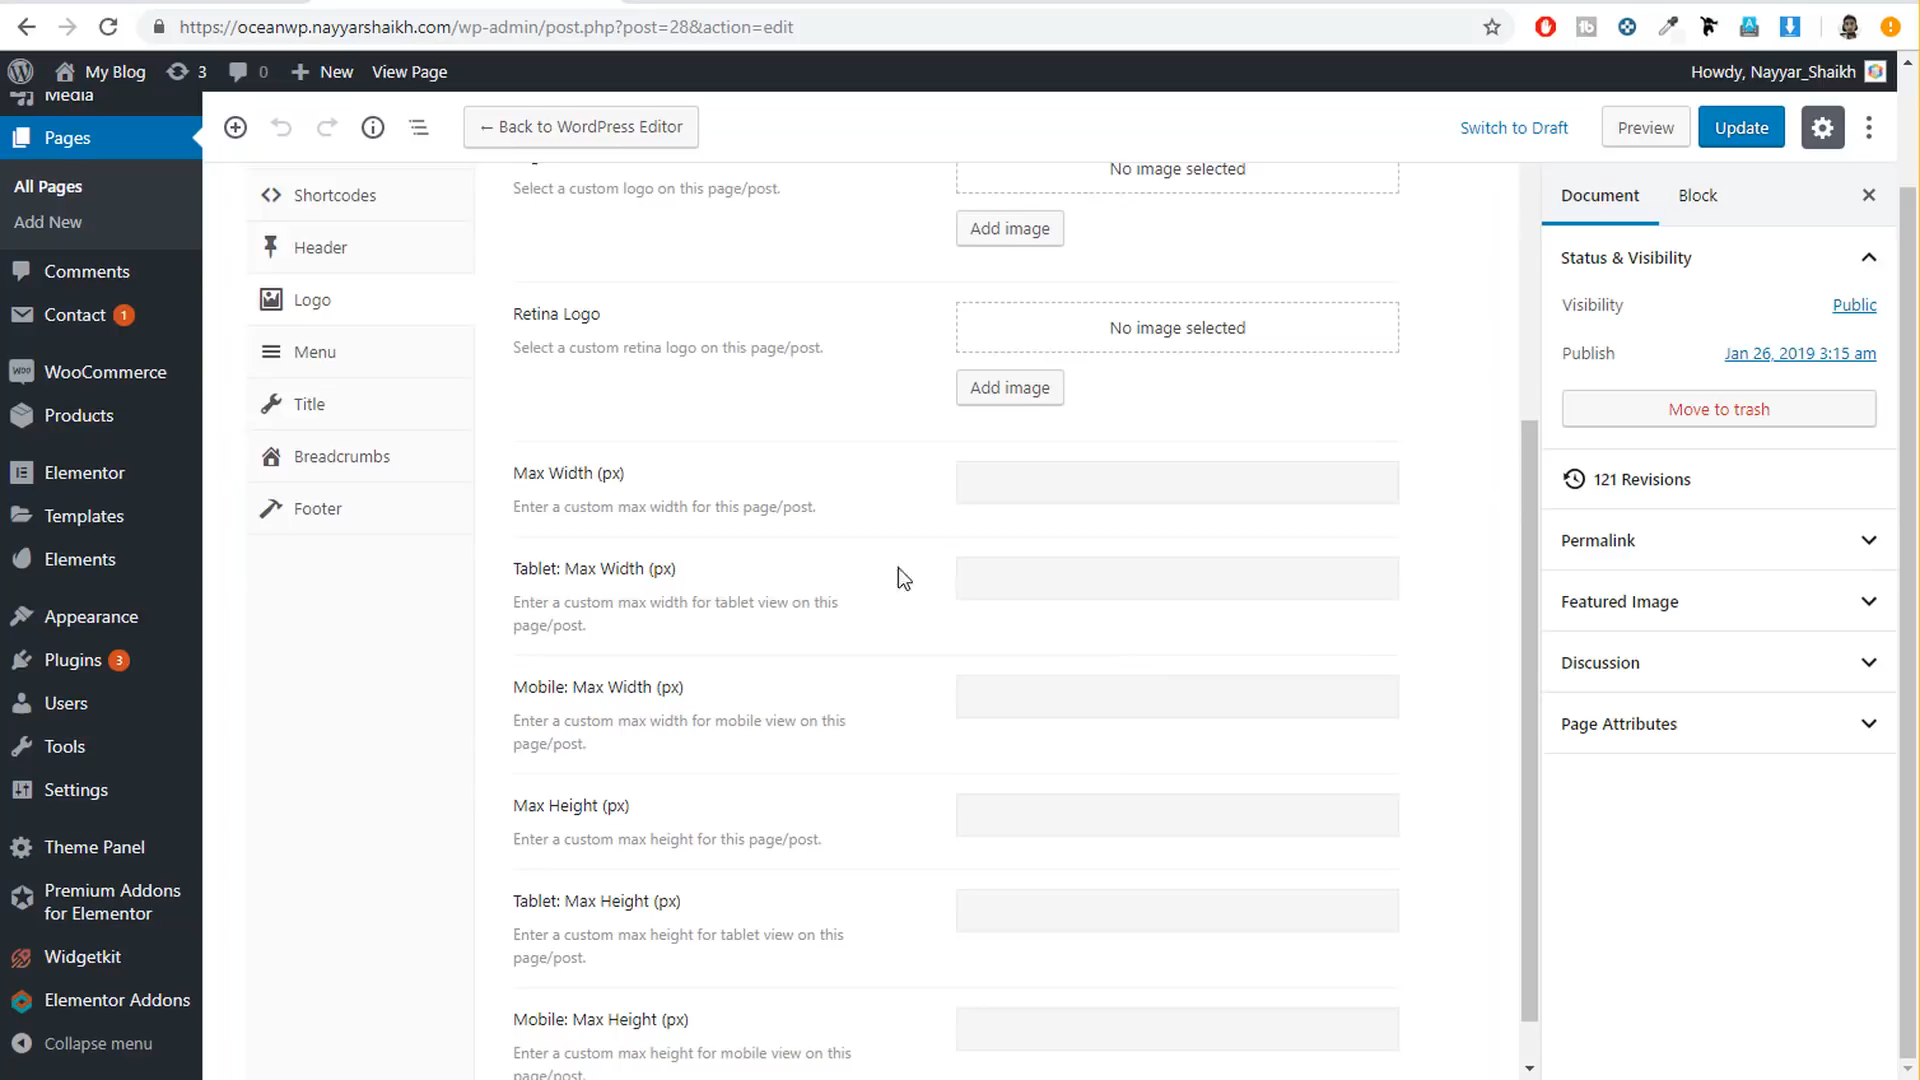 https://oceanwp.nayyarshaikh.com/wp-admin/post.php?post=28&action=edit
My Blog
3
0
New
View Page
Howdy, Nayyar_Shaikh
Media
Pages
All Pages
Add New
Comments
Contact 1
WooCommerce
Products
Elementor
Templates
Elements
Appearance
Plugins 3
Users
Tools
Settings
Theme Panel
Premium Addons
for Elementor
Widgetkit
Elementor Addons
Collapse menu
← Back to WordPress Editor
Switch to Draft
Preview
Update
Shortcodes
Header
Logo
Menu
Title
Breadcrumbs
Footer
Select a custom logo on this page/post.
No image selected
Add image
Retina Logo
Select a custom retina logo on this page/post.
No image selected
Add image
Max Width (px)
Enter a custom max width for this page/post.
Tablet: Max Width (px)
Enter a custom max width for tablet view on this
page/post.
Mobile: Max Width (px)
Enter a custom max width for mobile view on this
page/post.
Max Height (px)
Enter a custom max height for this page/post.
Tablet: Max Height (px)
Enter a custom max height for tablet view on this
page/post.
Mobile: Max Height (px)
Enter a custom max height for mobile view on this
page/post.
Document
Block
Status & Visibility
Visibility
Public
Publish
Jan 26, 2019 3:15 am
Move to trash
121 Revisions
Permalink
Featured Image
Discussion
Page Attributes